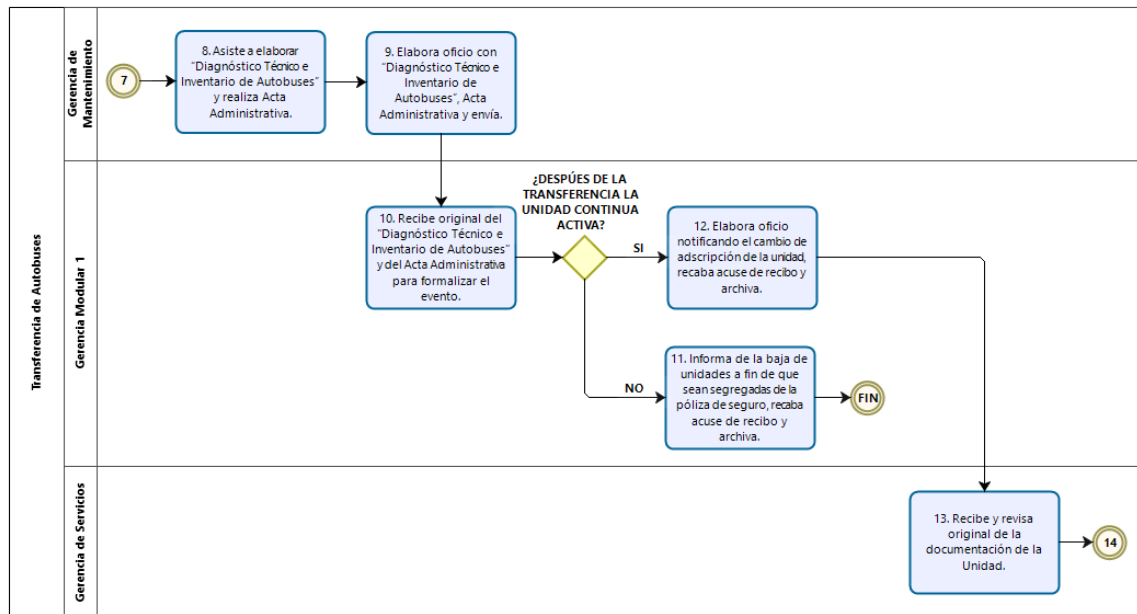 Transferencia de Autobuses
Gerencia de
Mantenimiento
7
8. Asiste a elaborar
"Diagnóstico Técnico e
Inventario de Autobuses"
y realiza Acta
Administrativa.
9. Elabora oficio con
"Diagnóstico Técnico e
Inventario de
Autobuses", Acta
Administrativa y envía.
Gerencia Modular 1
10. Recibe original del
"Diagnóstico Técnico e
Inventario de Autobuses"
y del Acta Administrativa
para formalizar el
evento.
¿DESPÚES DE LA
TRANSFERENCIA LA
UNIDAD CONTINUA
ACTIVA?
SI
12. Elabora oficio
notificando el cambio de
adscripción de la unidad,
recaba acuse de recibo y
archiva.
NO
11. Informa de la baja de
unidades a fin de que
sean segregadas de la
póliza de seguro, recaba
acuse de recibo y
archiva.
FIN
Gerencia de Servicios
13. Recibe y revisa
original de la
documentación de la
Unidad.
14